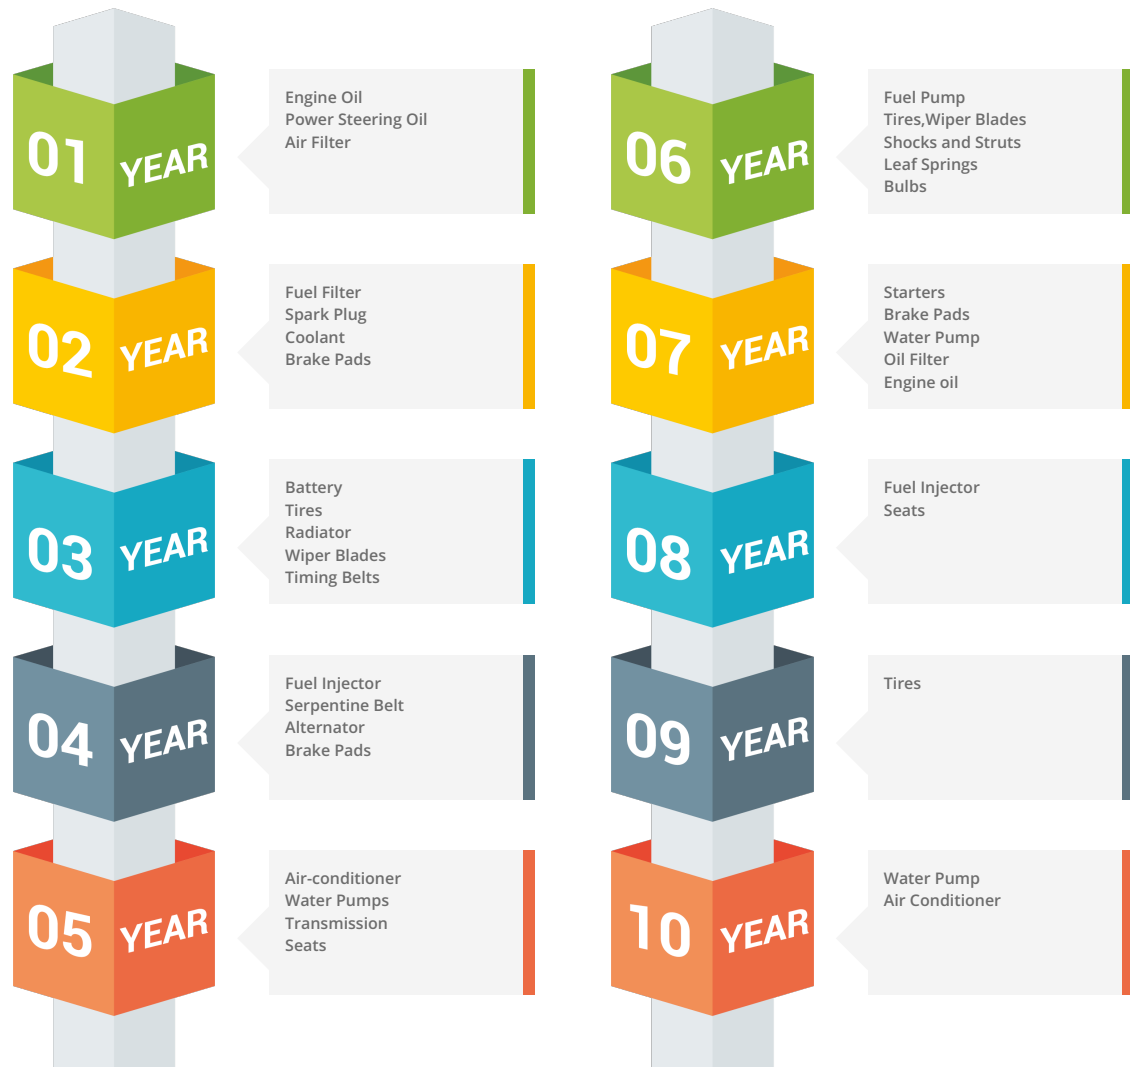 01 YEAR
Engine Oil
Power Steering Oil
Air Filter
02 YEAR
Fuel Filter
Spark Plug
Coolant
Brake Pads
03 YEAR
Battery
Tires
Radiator
Wiper Blades
Timing Belts
04 YEAR
Fuel Injector
Serpentine Belt
Alternator
Brake Pads
05 YEAR
Air-conditioner
Water Pumps
Transmission
Seats
06 YEAR
Fuel Pump
Tires,Wiper Blades
Shocks and Struts
Leaf Springs
Bulbs
07 YEAR
Starters
Brake Pads
Water Pump
Oil Filter
Engine oil
08 YEAR
Fuel Injector
Seats
09 YEAR
Tires
10 YEAR
Water Pump
Air Conditioner